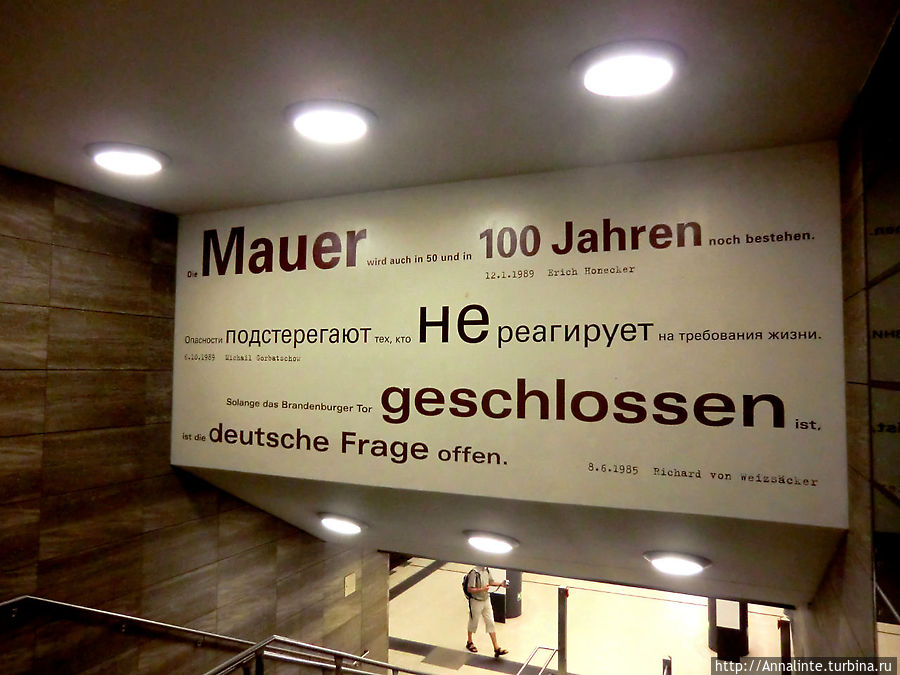 Die Mauer wird auch in 50 und in 100 Jahren noch bestehen.
12.1.1989 Erich Honecker
Опасности подстерегают тех, кто не реагирует на требования жизни.
6.10.1989 Michail Gorbatschow
Solange das Brandenburger Tor geschlossen ist,
ist die deutsche Frage offen.
8.6.1985 Richard von Weizsäcker
http://Annalinte.turbina.ru